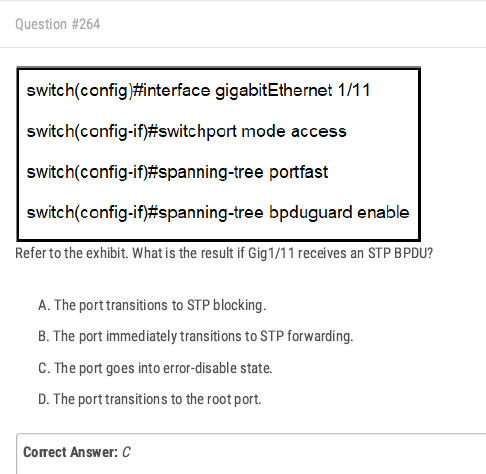 Question #264
switch(config)#interface gigabitEthernet 1/11
switch(config-if)#switchport mode access
switch(config-if)#spanning-tree portfast
switch(config-if)#spanning-tree bpduguard enable
Refer to the exhibit. What is the result if Gig1/11 receives an STP BPDU?
A. The port transitions to STP blocking.
B. The port immediately transitions to STP forwarding.
C. The port goes into error-disable state.
D. The port transitions to the root port.
Correct Answer: C